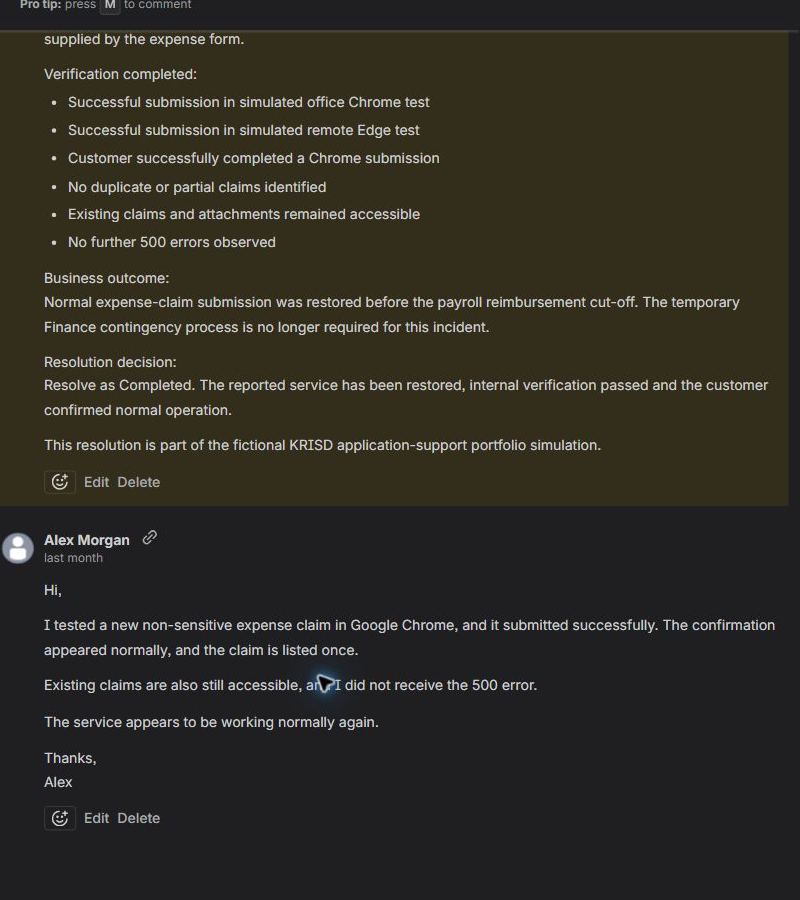 Pro tip: press M to comment
supplied by the expense form.
Verification completed:
Successful submission in simulated office Chrome test
Successful submission in simulated remote Edge test
Customer successfully completed a Chrome submission
No duplicate or partial claims identified
Existing claims and attachments remained accessible
No further 500 errors observed
Business outcome:
Normal expense-claim submission was restored before the payroll reimbursement cut-off. The temporary
Finance contingency process is no longer required for this incident.
Resolution decision:
Resolve as Completed. The reported service has been restored, internal verification passed and the customer
confirmed normal operation.
This resolution is part of the fictional KRISD application-support portfolio simulation.
Edit Delete
Alex Morgan
last month
Hi,
I tested a new non-sensitive expense claim in Google Chrome, and it submitted successfully. The confirmation
appeared normally, and the claim is listed once.
Existing claims are also still accessible, and I did not receive the 500 error.
The service appears to be working normally again.
Thanks,
Alex
Edit Delete